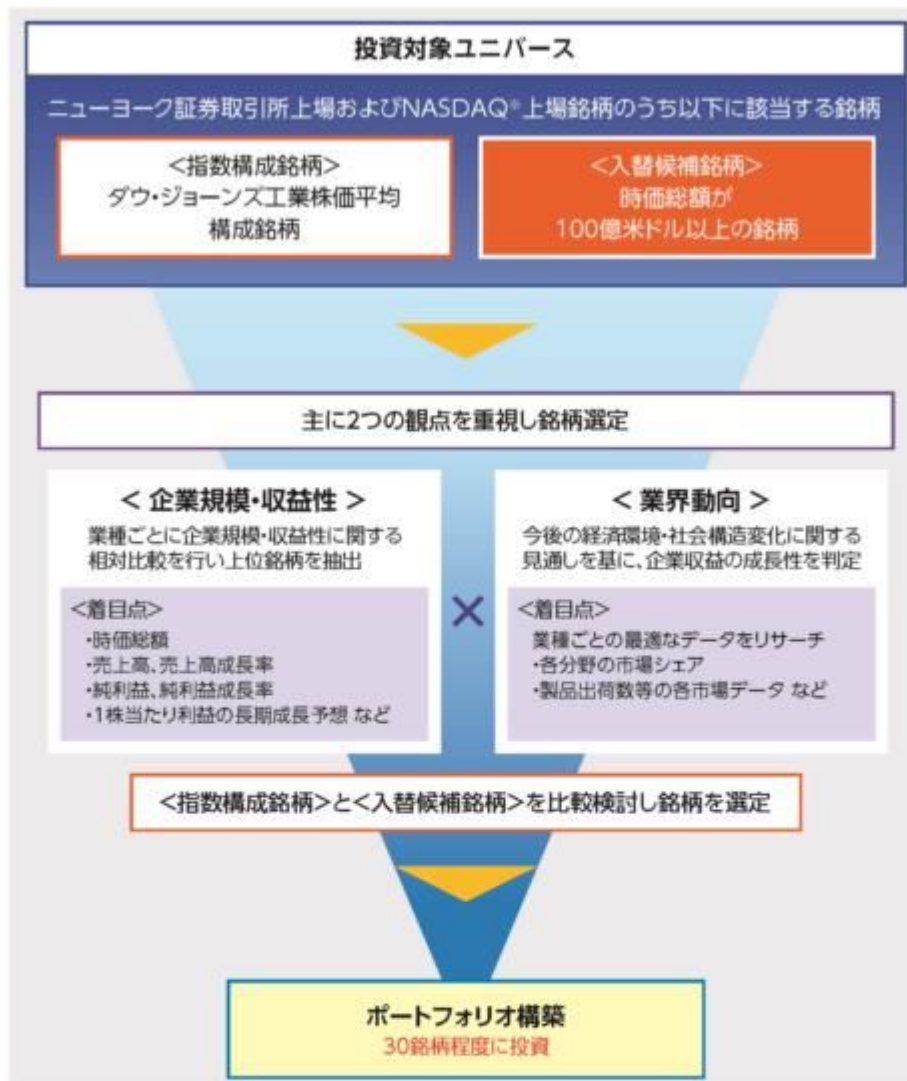 投資対象ユニバース
ニューヨーク証券取引所上場およびNASDAQ※上場銘柄のうち以下に該当する銘柄
<指数構成銘柄>
ダウ・ジョーンズ工業株価平均
構成銘柄
<入替候補銘柄>
時価総額が
100億米ドル以上の銘柄
主に2つの観点を重視し銘柄選定
< 企業規模・収益性 >
業種ごとに企業規模・収益性に関する
相対比較を行い上位銘柄を抽出
<着目点>
・時価総額
・売上高、売上高成長率
・純利益、純利益成長率
・1株当たり利益の長期成長予想 など
×
< 業界動向 >
今後の経済環境・社会構造変化に関する
見通しを基に、企業収益の成長性を判定
<着目点>
業種ごとの最適なデータをリサーチ
・各分野の市場シェア
・製品出荷数等の各市場データ など
<指数構成銘柄>と<入替候補銘柄>を比較検討し銘柄を選定
ポートフォリオ構築
30銘柄程度に投資